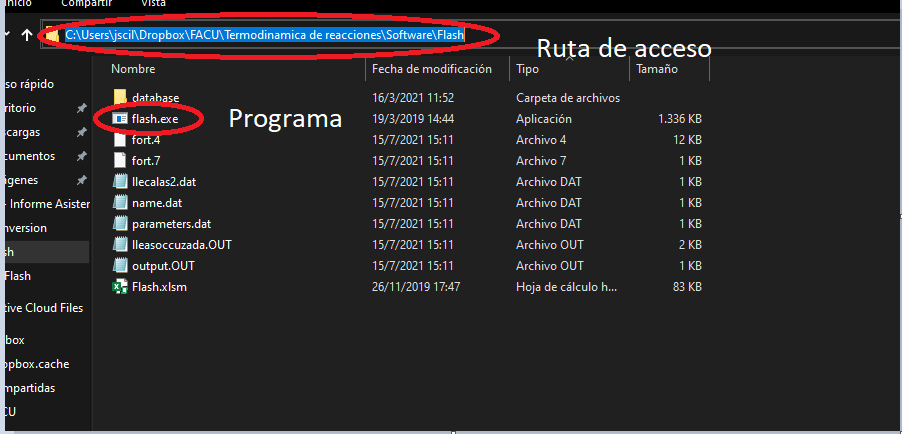 Inicio Compartir Vista
C:\Users\jscil\Dropbox\FACU\Termodinamica de reacciones\Software\Flash
Ruta de acceso
Nombre Fecha de modificación Tipo Tamaño
so rápido
database 16/3/2021 11:52 Carpeta de archivos
ritorio
flash.exe 19/3/2019 14:44 Aplicación 1.336 KB
Programa
scargas
fort.4 15/7/2021 15:11 Archivo 4 12 KB
cumentos
fort.7 15/7/2021 15:11 Archivo 7 1 KB
ágenes
llecalas2.dat 15/7/2021 15:11 Archivo DAT 1 KB
- Informe Asister
name.dat 15/7/2021 15:11 Archivo DAT 1 KB
nversion
parameters.dat 15/7/2021 15:11 Archivo DAT 1 KB
sh
lleasoccuzada.OUT 15/7/2021 15:11 Archivo OUT 2 KB
Flash
output.OUT 15/7/2021 15:11 Archivo OUT 1 KB
Flash.xlsm 26/11/2019 17:47 Hoja de cálculo h... 83 KB
tive Cloud Files
box
opbox.cache
mpartidas
CU